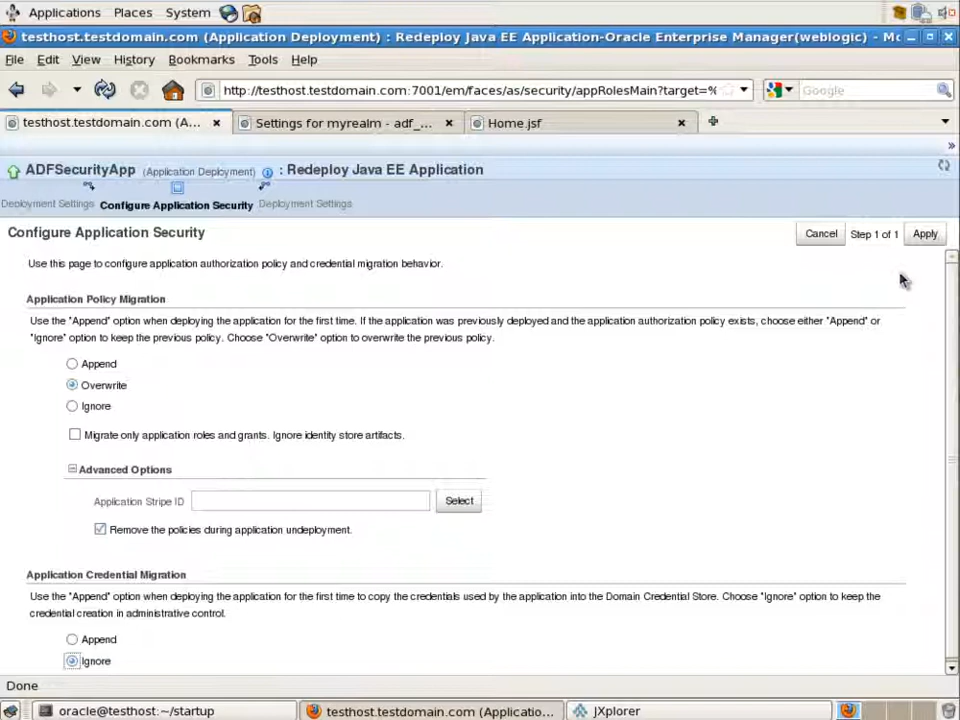 Applications Places System
testhost.testdomain.com (Application Deployment) : Redeploy Java EE Application-Oracle Enterprise Manager(weblogic) - Mo
File Edit View History Bookmarks Tools Help
http://testhost.testdomain.com:7001/em/faces/as/security/appRolesMain?target=% Google
testhost.testdomain.com (A... Settings for myrealm - adf_... Home.jsf
»
ADFSecurityApp (Application Deployment) : Redeploy Java EE Application
Deployment Settings Configure Application Security Deployment Settings
Configure Application Security Cancel Step 1 of 1 Apply
Use this page to configure application authorization policy and credential migration behavior.
Application Policy Migration
Use the "Append" option when deploying the application for the first time. If the application was previously deployed and the application authorization policy exists, choose either "Append" or
"Ignore" option to keep the previous policy. Choose "Overwrite" option to overwrite the previous policy.
Append
Overwrite
Ignore
Migrate only application roles and grants. Ignore identity store artifacts.
Advanced Options
Application Stripe ID Select
Remove the policies during application undeployment.
Application Credential Migration
Use the "Append" option when deploying the application for the first time to copy the credentials used by the application into the Domain Credential Store. Choose "Ignore" option to keep the
credential creation in administrative control.
Append
Ignore
Done
oracle@testhost:~/startup testhost.testdomain.com (Applicatio... JXplorer